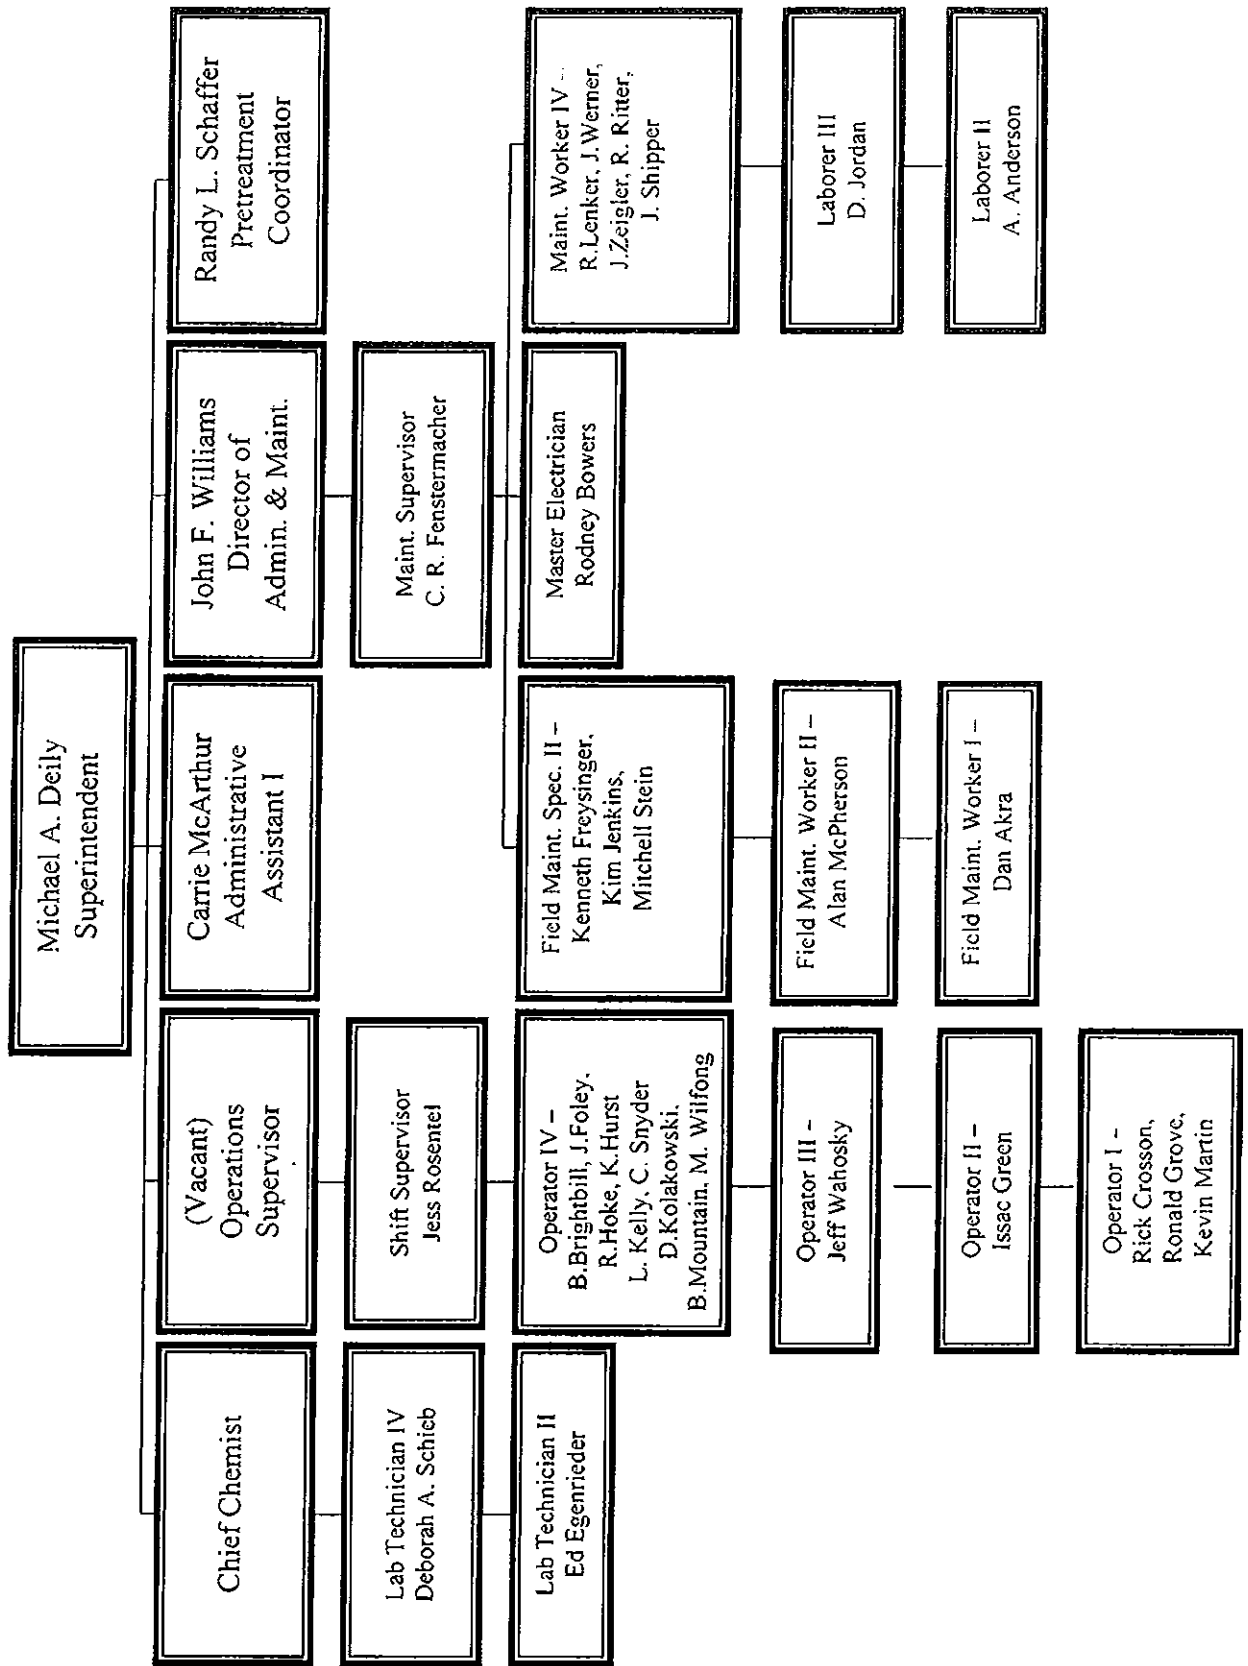 Michael A. Deily
Superintendent
Chief Chemist
(Vacant)
Operations
Supervisor
Carrie McArthur
Administrative
Assistant I
John F. Williams
Director of
Admin. & Maint.
Randy L. Schaffer
Pretreatment
Coordinator
Lab Technician IV
Deborah A. Schieb
Shift Supervisor
Jess Rosentel
Maint. Supervisor
C. R. Fenstermacher
Lab Technician II
Ed Egenrieder
Operator IV –
B.Brightbill, J.Foley,
R.Hoke, K.Hurst
L. Kelly, C. Snyder
D.Kolakowski,
B.Mountain, M. Wilfong
Field Maint. Spec. II –
Kenneth Freysinger,
Kim Jenkins,
Mitchell Stein
Master Electrician
Rodney Bowers
Maint. Worker IV –
R.Lenker, J.Werner,
J.Zeigler, R. Ritter,
J. Shipper
Operator III –
Jeff Wahosky
Field Maint. Worker II –
Alan McPherson
Laborer III
D. Jordan
Operator II –
Issac Green
Field Maint. Worker I –
Dan Akra
Laborer II
A. Anderson
Operator I –
Rick Crosson,
Ronald Grove,
Kevin Martin